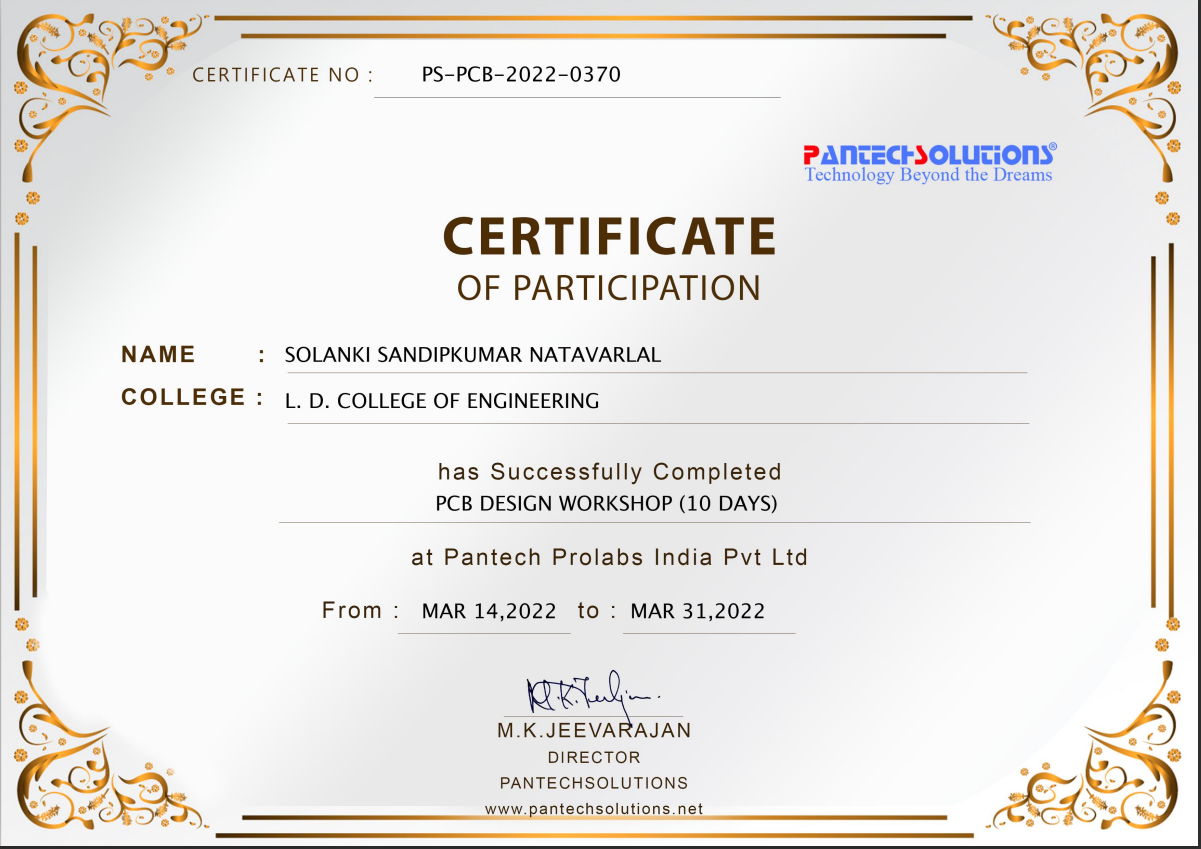 CERTIFICATE NO : PS-PCB-2022-0370
PANTECHSOLUTIONS®
Technology Beyond the Dreams
CERTIFICATE
OF PARTICIPATION
NAME : SOLANKI SANDIPKUMAR NATAVARLAL
COLLEGE : L. D. COLLEGE OF ENGINEERING
has Successfully Completed
PCB DESIGN WORKSHOP (10 DAYS)
at Pantech Prolabs India Pvt Ltd
From : MAR 14,2022 to : MAR 31,2022
M.K.JEEVARAJAN
DIRECTOR
PANTECHSOLUTIONS
www.pantechsolutions.net